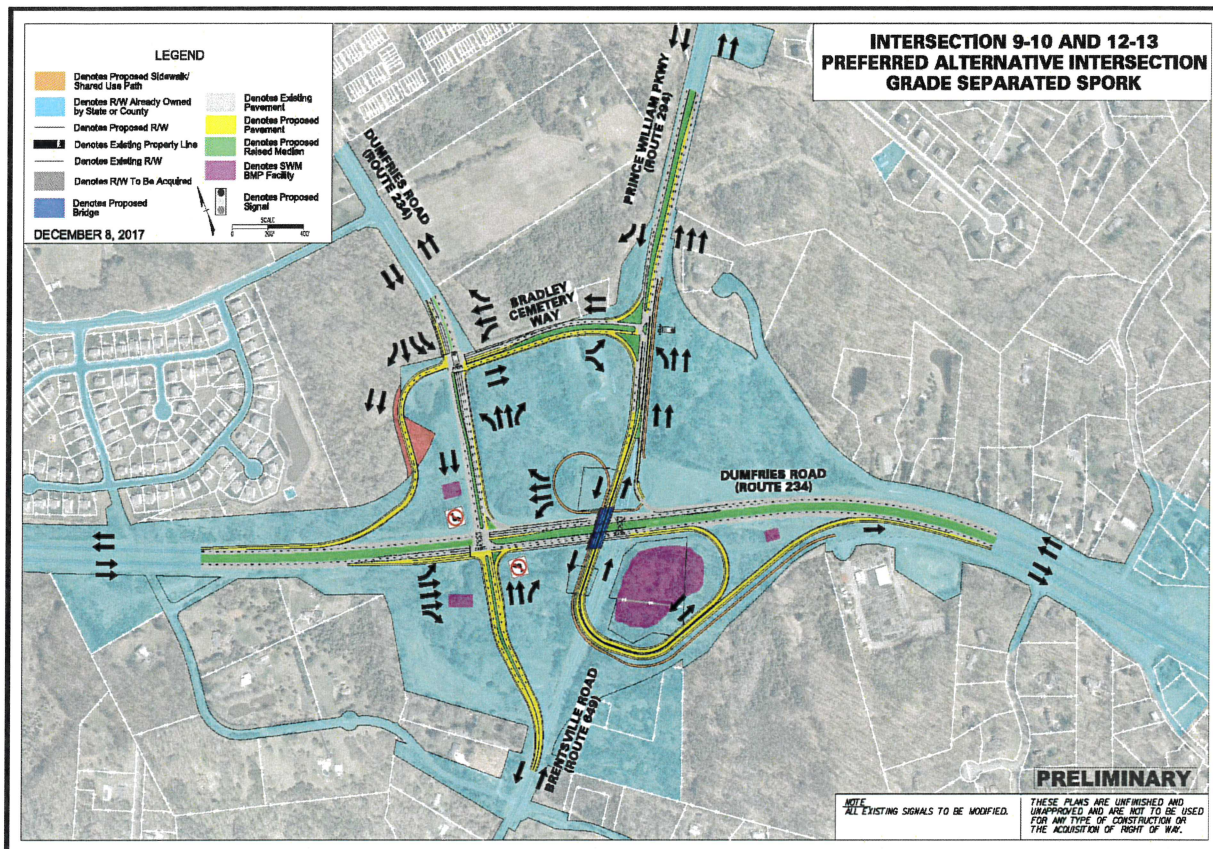 INTERSECTION 9-10 AND 12-13
PREFERRED ALTERNATIVE INTERSECTION
GRADE SEPARATED SPORK
LEGEND
Denotes Proposed Sidewalk/
Shared Use Path
Denotes R/W Already Owned
by State or County
Denotes Proposed R/W
Denotes Existing Property Line
Denotes Existing R/W
Denotes R/W To Be Acquired
Denotes Proposed
Bridge
Denotes Existing
Pavement
Denotes Proposed
Pavement
Denotes Proposed
Raised Median
Denotes SWM
BMP Facility
Denotes Proposed
Signal
SCALE
0 200' 400'
DECEMBER 8, 2017
DUMFRIES ROAD
(ROUTE 234)
PRINCE WILLIAM PKWY
(ROUTE 294)
BRADLEY
CEMETERY
WAY
DUMFRIES ROAD
(ROUTE 234)
BRENTSVILLE ROAD
(ROUTE 649)
PRELIMINARY
NOTE
ALL EXISTING SIGNALS TO BE MODIFIED.
THESE PLANS ARE UNFINISHED AND
UNAPPROVED AND ARE NOT TO BE USED
FOR ANY TYPE OF CONSTRUCTION OR
THE ACQUISITION OF RIGHT OF WAY.